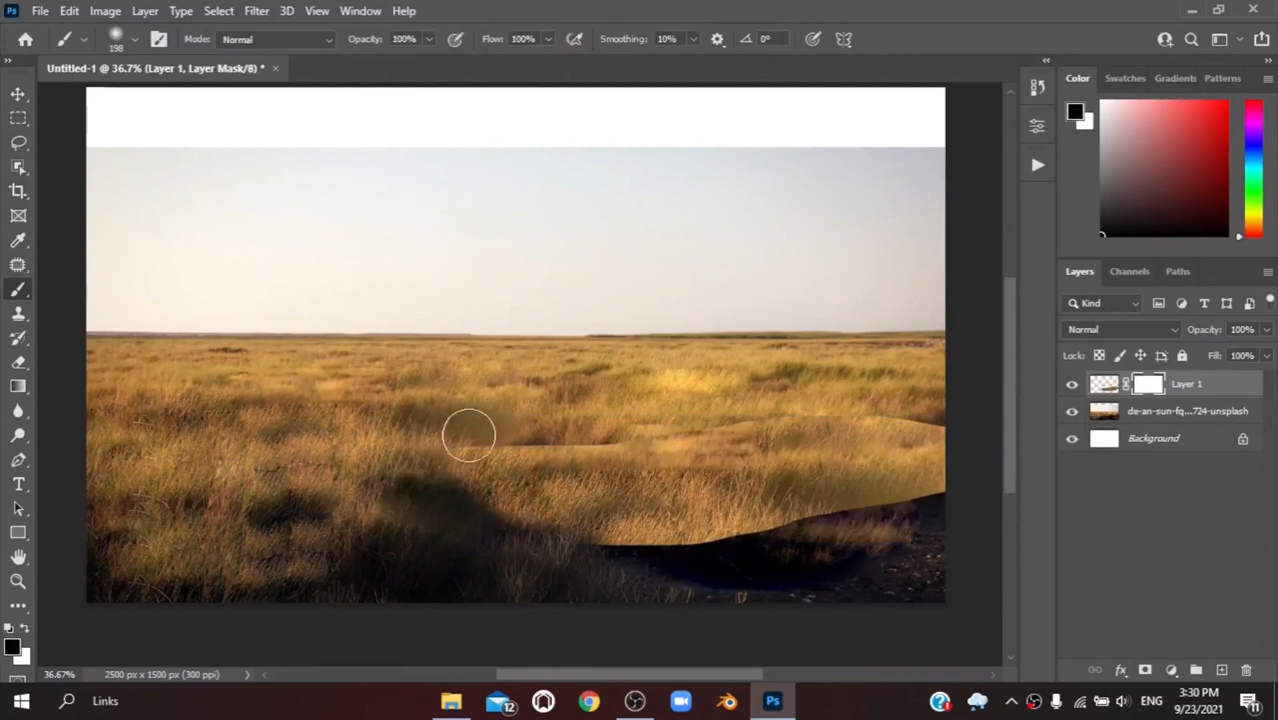 Ps File Edit Image Layer Type Select Filter 3D View Window Help
198 Mode: Normal Opacity: 100% Flow: 100% Smoothing: 10% 0°
Untitled-1 @ 36.7% (Layer 1, Layer Mask/8) * ×
Color Swatches Gradients Patterns
Layers Channels Paths
Kind
Normal Opacity: 100%
Lock: Fill: 100%
Layer 1
de-an-sun-fq...724-unsplash
Background
36.67% 2500 px x 1500 px (300 ppi)
Links 12 Ps ENG 3:30 PM
9/23/2021 11